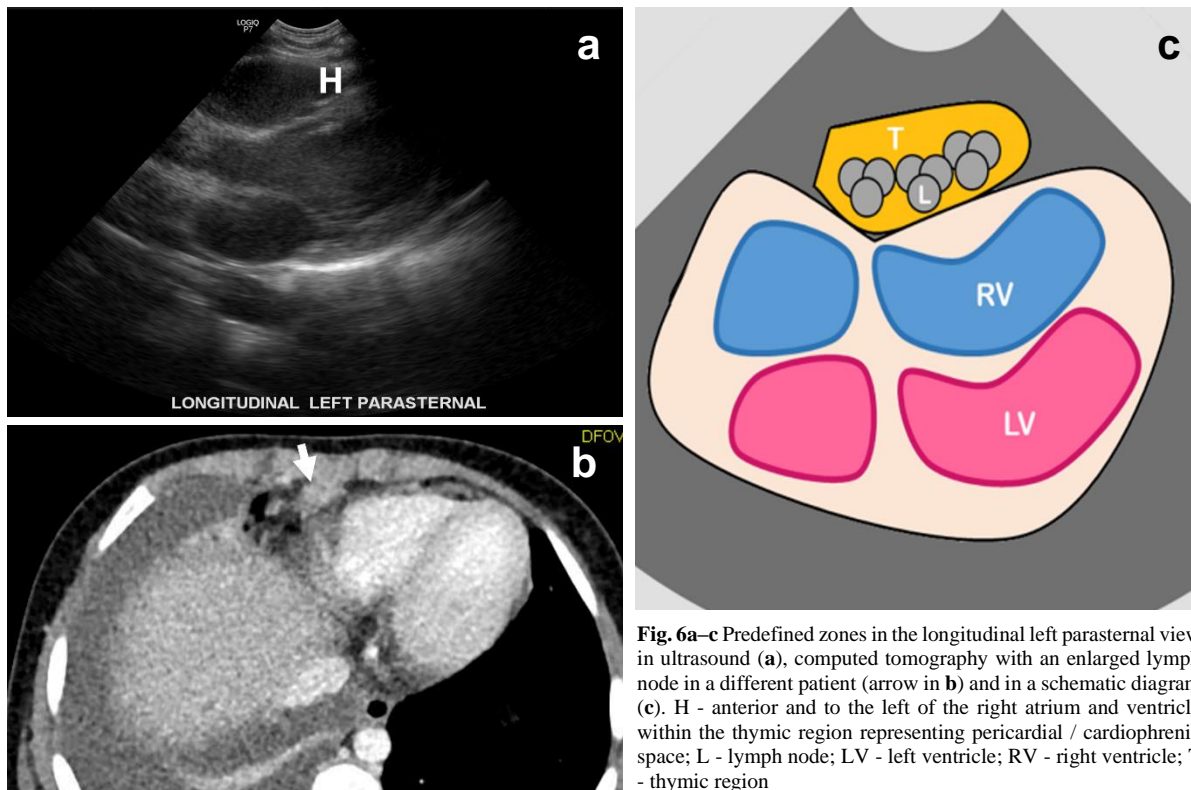 LOGIQ
P7
a
H
LONGITUDINAL LEFT PARASTERNAL
DFOV
b
c
T
L
RV
LV
Fig. 6a–c Predefined zones in the longitudinal left parasternal view
in ultrasound (a), computed tomography with an enlarged lymph
node in a different patient (arrow in b) and in a schematic diagram
(c). H - anterior and to the left of the right atrium and ventricl
within the thymic region representing pericardial / cardiophreni
space; L - lymph node; LV - left ventricle; RV - right ventricle;
- thymic region